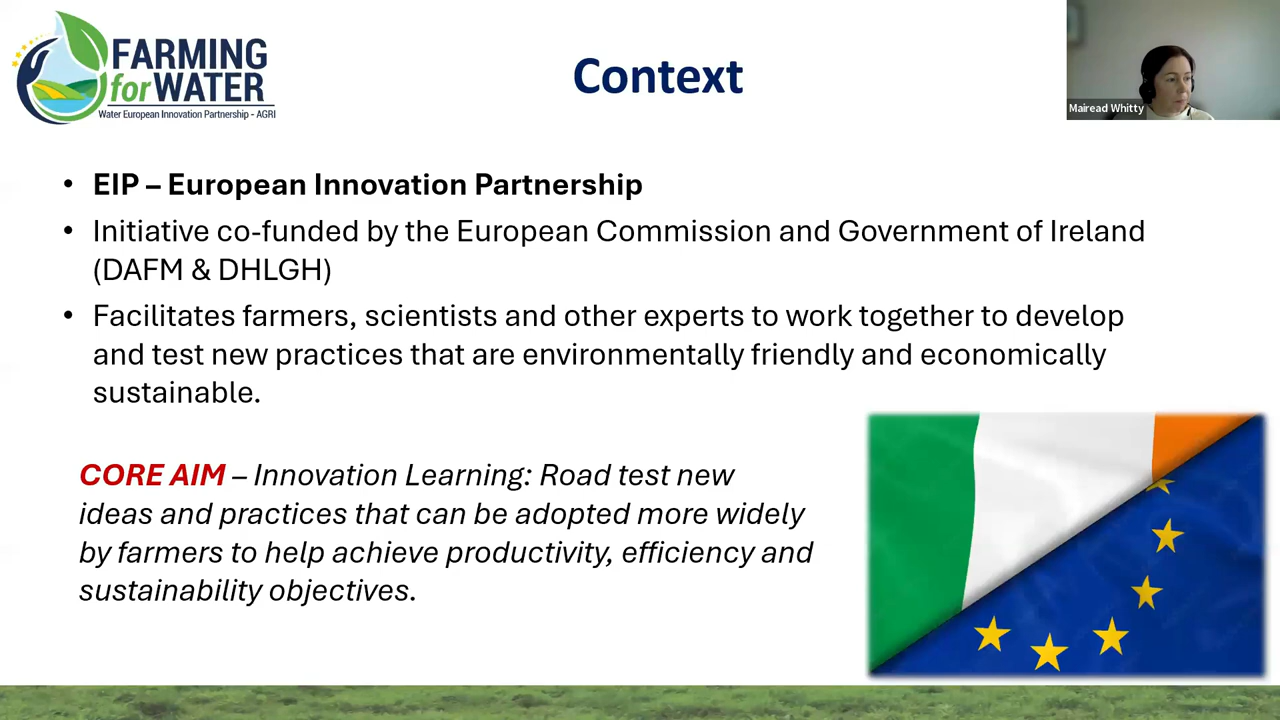 FARMING
for WATER
Water European Innovation Partnership - AGRI
Context
Mairead Whitty
• EIP – European Innovation Partnership
• Initiative co-funded by the European Commission and Government of Ireland
(DAFM & DHLGH)
• Facilitates farmers, scientists and other experts to work together to develop
and test new practices that are environmentally friendly and economically
sustainable.
CORE AIM – Innovation Learning: Road test new
ideas and practices that can be adopted more widely
by farmers to help achieve productivity, efficiency and
sustainability objectives.